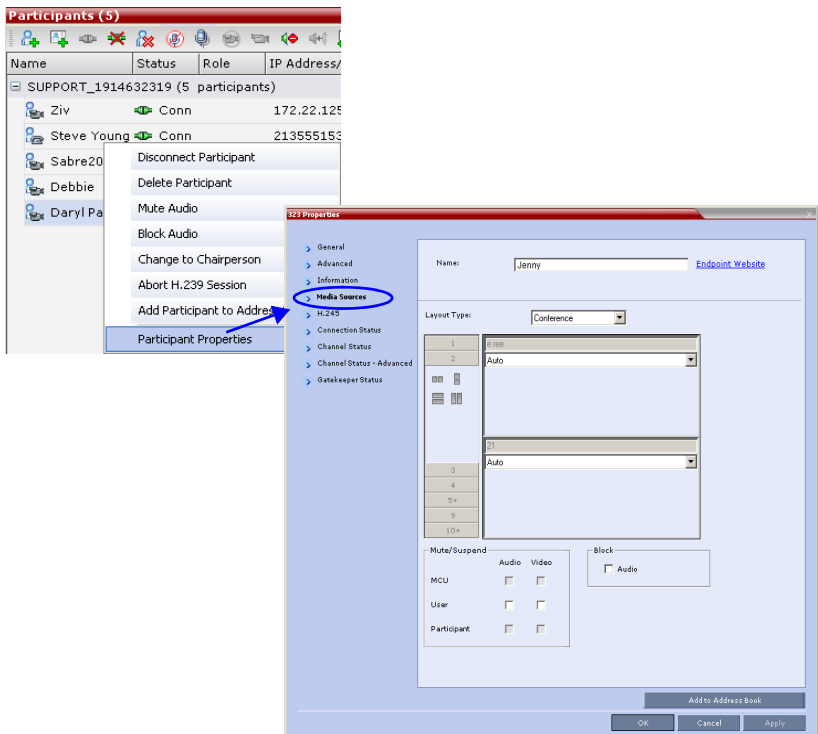 Participants (5)
Name Status Role IP Address/
SUPPORT_1914632319 (5 participants)
Ziv Conn 172.22.125
Steve Young Conn 213555153
Sabre20
Debbie
Daryl Pa
Disconnect Participant
Delete Participant
Mute Audio
Block Audio
Change to Chairperson
Abort H.239 Session
Add Participant to Addre
Participant Properties
323 Properties
General
Advanced
Information
Media Sources
H.245
Connection Status
Channel Status
Channel Status - Advanced
Gatekeeper Status
Name: Jenny Endpoint Website
Layout Type: Conference
1
2
3
4
5+
9
10+
Auto
21
Auto
Mute/Suspend
Audio Video
MCU
User
Participant
Block
Audio
Add to Address Book
OK Cancel Apply